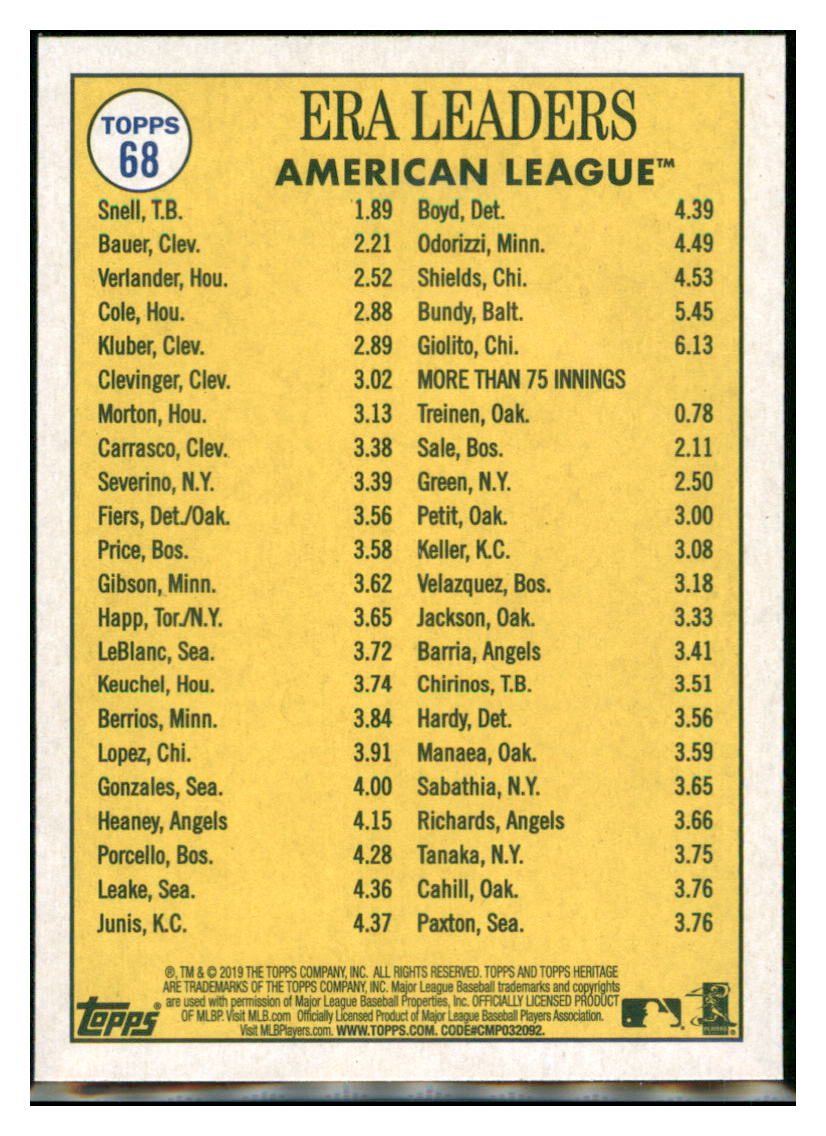 TOPPS
68
ERA LEADERS
AMERICAN LEAGUE™
Snell, T.B. 1.89
Bauer, Clev. 2.21
Verlander, Hou. 2.52
Cole, Hou. 2.88
Kluber, Clev. 2.89
Clevinger, Clev. 3.02
Morton, Hou. 3.13
Carrasco, Clev. 3.38
Severino, N.Y. 3.39
Fiers, Det./Oak. 3.56
Price, Bos. 3.58
Gibson, Minn. 3.62
Happ, Tor./N.Y. 3.65
LeBlanc, Sea. 3.72
Keuchel, Hou. 3.74
Berrios, Minn. 3.84
Lopez, Chi. 3.91
Gonzales, Sea. 4.00
Heaney, Angels 4.15
Porcello, Bos. 4.28
Leake, Sea. 4.36
Junis, K.C. 4.37
Boyd, Det. 4.39
Odorizzi, Minn. 4.49
Shields, Chi. 4.53
Bundy, Balt. 5.45
Giolito, Chi. 6.13
MORE THAN 75 INNINGS
Treinen, Oak. 0.78
Sale, Bos. 2.11
Green, N.Y. 2.50
Petit, Oak. 3.00
Keller, K.C. 3.08
Velazquez, Bos. 3.18
Jackson, Oak. 3.33
Barria, Angels 3.41
Chirinos, T.B. 3.51
Hardy, Det. 3.56
Manaea, Oak. 3.59
Sabathia, N.Y. 3.65
Richards, Angels 3.66
Tanaka, N.Y. 3.75
Cahill, Oak. 3.76
Paxton, Sea. 3.76
®, TM & © 2019 THE TOPPS COMPANY, INC. ALL RIGHTS RESERVED. TOPPS AND TOPPS HERITAGE
ARE TRADEMARKS OF THE TOPPS COMPANY, INC. Major League Baseball trademarks and copyrights
are used with permission of Major League Baseball Properties, Inc. OFFICIALLY LICENSED PRODUCT
OF MLBP. Visit MLB.com Officially Licensed Product of Major League Baseball Players Association.
Visit MLBPlayers.com. WWW.TOPPS.COM. CODE#CMP032092.
Topps®